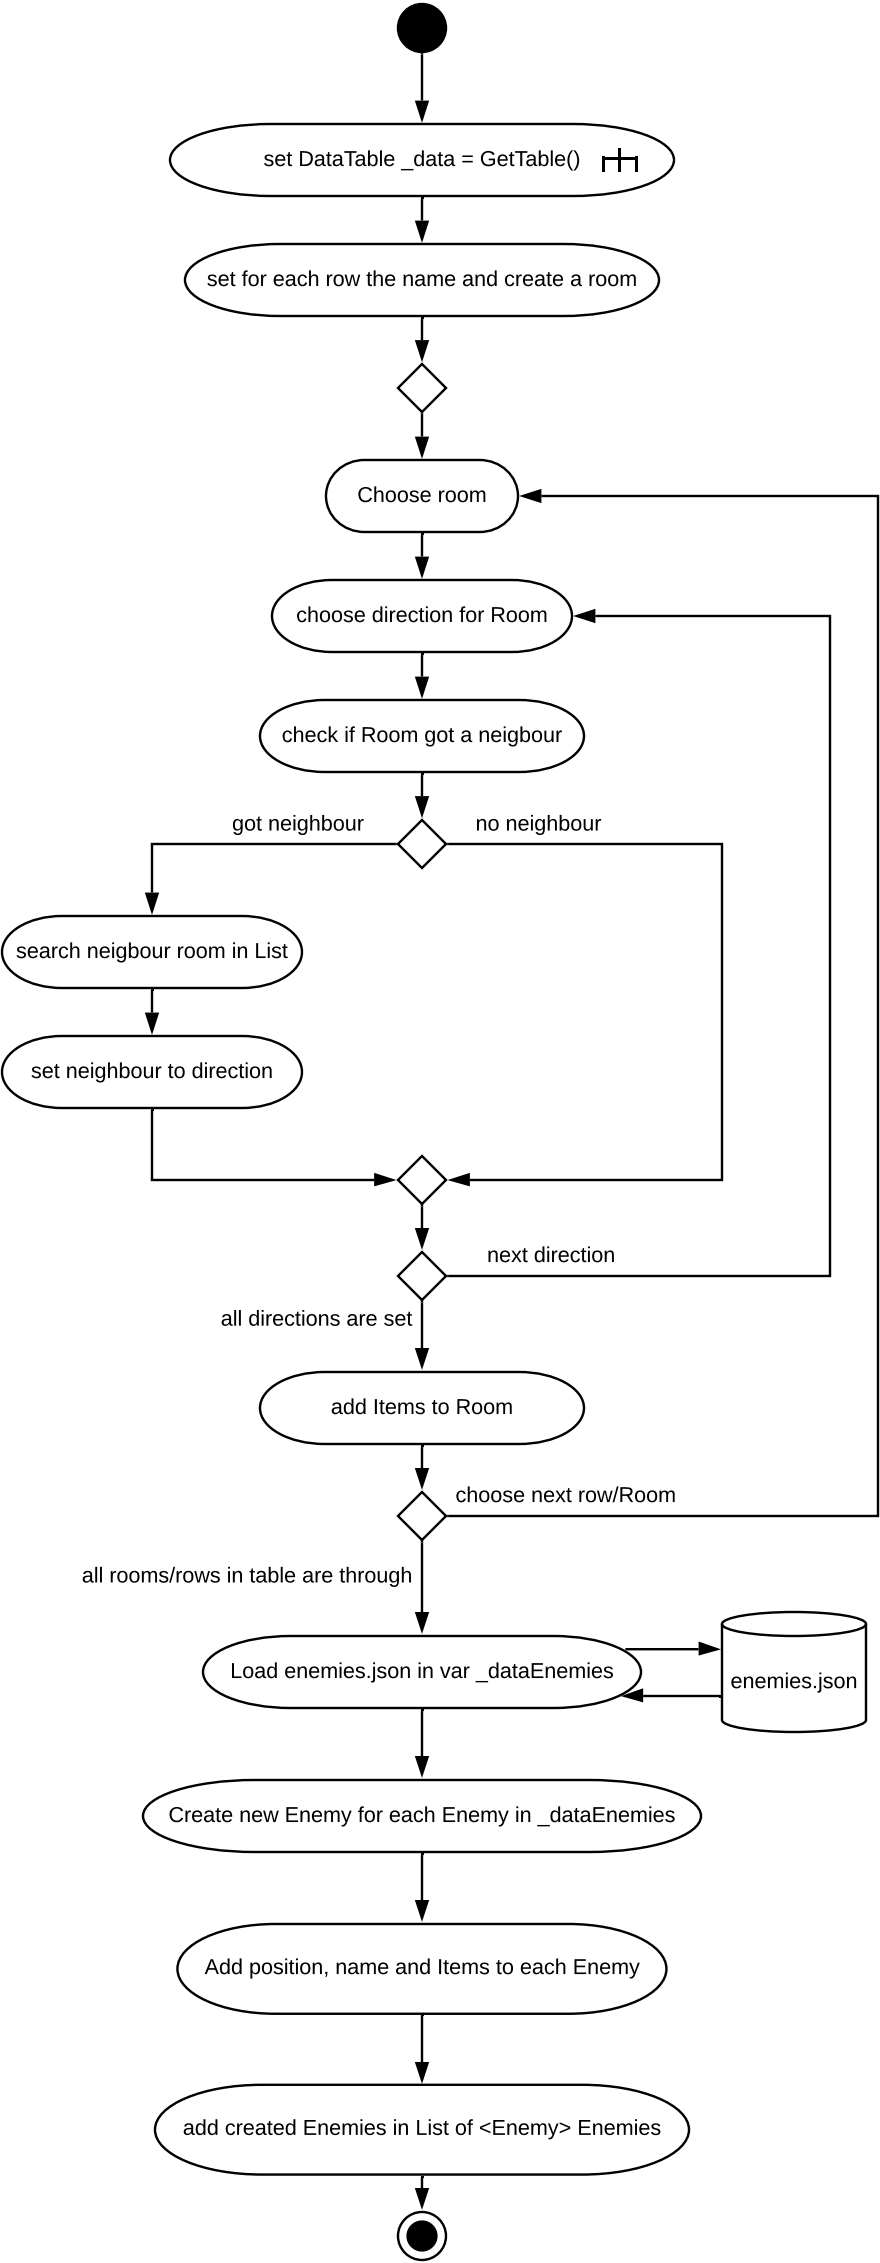 set DataTable _data = GetTable()
set for each row the name and create a room
Choose room
choose direction for Room
check if Room got a neigbour
got neighbour
no neighbour
search neigbour room in List
set neighbour to direction
next direction
all directions are set
add Items to Room
choose next row/Room
all rooms/rows in table are through
Load enemies.json in var _dataEnemies
enemies.json
Create new Enemy for each Enemy in _dataEnemies
Add position, name and Items to each Enemy
add created Enemies in List of <Enemy> Enemies